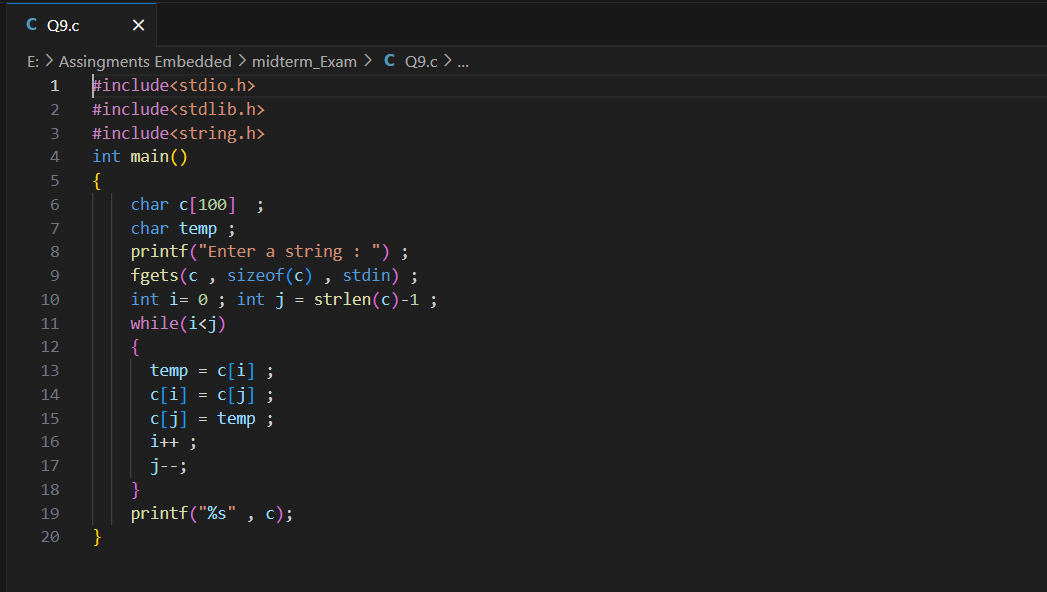 C Q9.c ×
E: > Assingments Embedded > midterm_Exam > C Q9.c > ...
1 #include<stdio.h>
2 #include<stdlib.h>
3 #include<string.h>
4 int main()
5 {
6     char c[100]  ;
7     char temp ;
8     printf("Enter a string : ") ;
9     fgets(c , sizeof(c) , stdin) ;
10     int i= 0 ; int j = strlen(c)-1 ;
11     while(i<j)
12     {
13       temp = c[i] ;
14       c[i] = c[j] ;
15       c[j] = temp ;
16       i++ ;
17       j--;
18     }
19     printf("%s" , c);
20 }